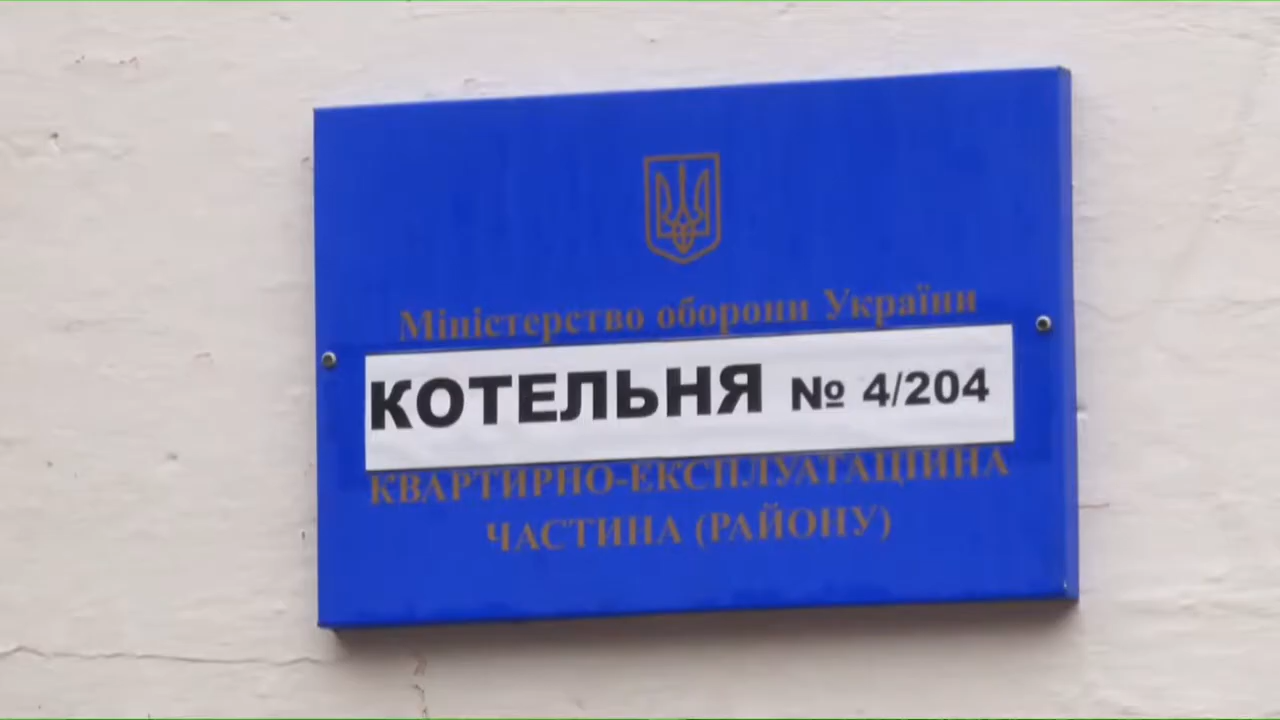 Міністерство оборони України
КОТЕЛЬНЯ № 4/204
КВАРТИРНО-ЕКСПЛУАТАЦІЙНА
ЧАСТИНА (РАЙОНУ)